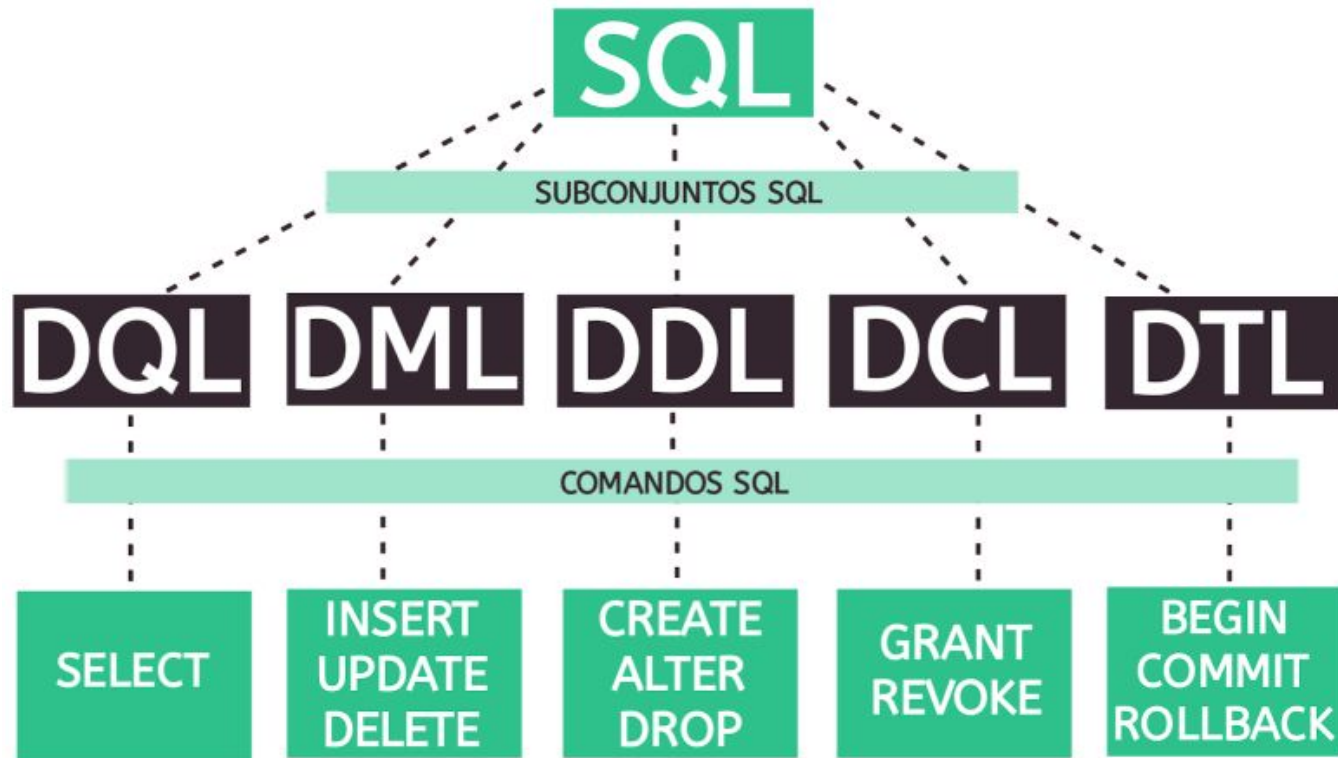 SQL
SUBCONJUNTOS SQL
DQL
DML
DDL
DCL
DTL
COMANDOS SQL
SELECT
INSERT
UPDATE
DELETE
CREATE
ALTER
DROP
GRANT
REVOKE
BEGIN
COMMIT
ROLLBACK